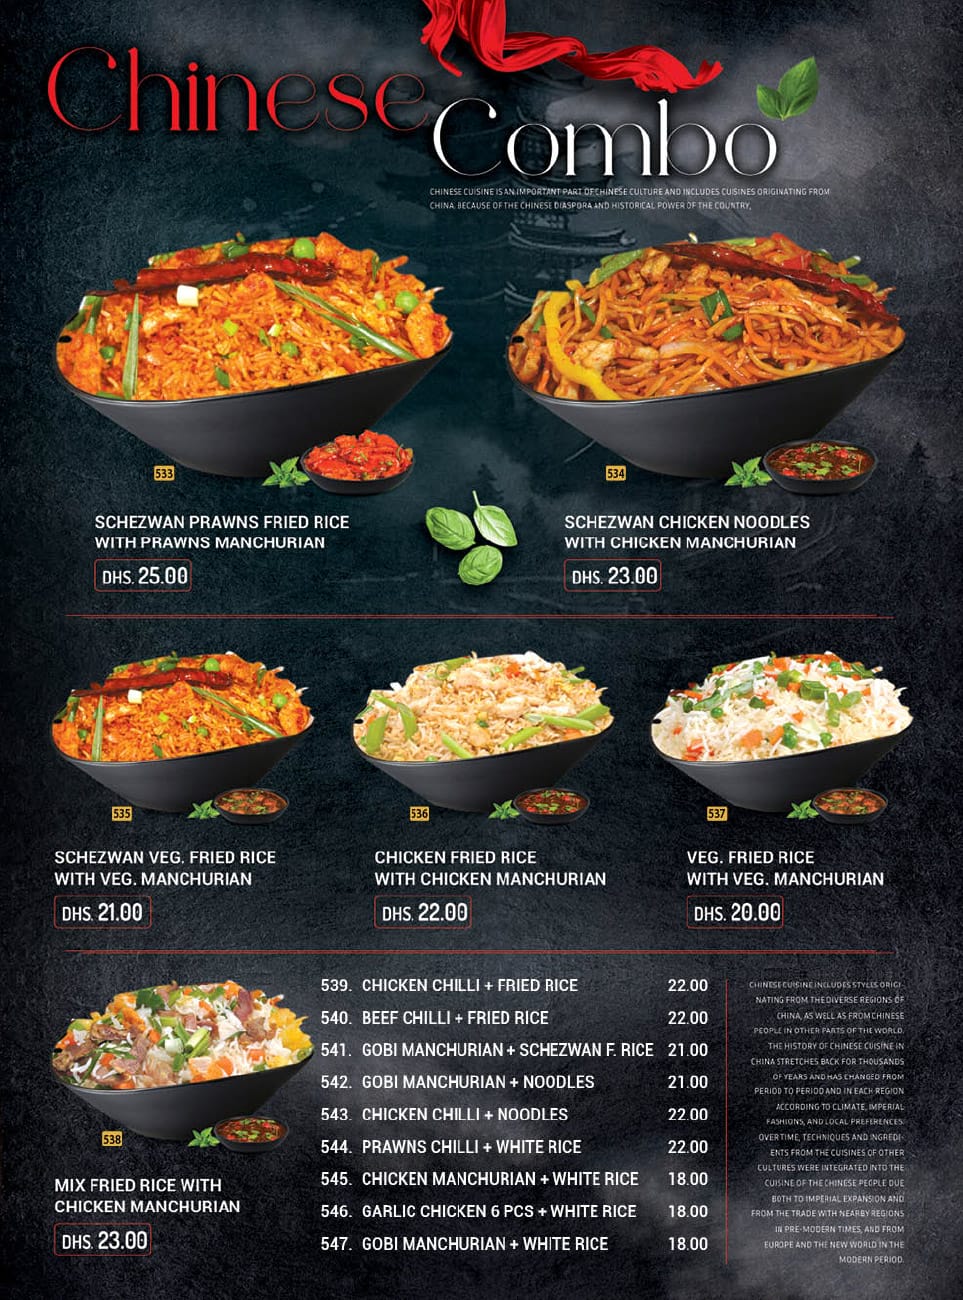 Chinese
Combo
CHINESE CUISINE IS AN IMPORTANT PART OF CHINESE CULTURE AND INCLUDES CUISINES ORIGINATING FROM
CHINA. BECAUSE OF THE CHINESE DIASPORA AND HISTORICAL POWER OF THE COUNTRY,
533
534
SCHEZWAN PRAWNS FRIED RICE
WITH PRAWNS MANCHURIAN
DHS. 25.00
SCHEZWAN CHICKEN NOODLES
WITH CHICKEN MANCHURIAN
DHS. 23.00
535
536
537
SCHEZWAN VEG. FRIED RICE
WITH VEG. MANCHURIAN
DHS. 21.00
CHICKEN FRIED RICE
WITH CHICKEN MANCHURIAN
DHS. 22.00
VEG. FRIED RICE
WITH VEG. MANCHURIAN
DHS. 20.00
538
MIX FRIED RICE WITH
CHICKEN MANCHURIAN
DHS. 23.00
539. CHICKEN CHILLI + FRIED RICE 22.00
540. BEEF CHILLI + FRIED RICE 22.00
541. GOBI MANCHURIAN + SCHEZWAN F. RICE 21.00
542. GOBI MANCHURIAN + NOODLES 21.00
543. CHICKEN CHILLI + NOODLES 22.00
544. PRAWNS CHILLI + WHITE RICE 22.00
545. CHICKEN MANCHURIAN + WHITE RICE 18.00
546. GARLIC CHICKEN 6 PCS + WHITE RICE 18.00
547. GOBI MANCHURIAN + WHITE RICE 18.00
CHINESE CUISINE INCLUDES STYLES ORIGI-
NATING FROM THE DIVERSE REGIONS OF
CHINA, AS WELL AS FROM CHINESE
PEOPLE IN OTHER PARTS OF THE WORLD.
THE HISTORY OF CHINESE CUISINE IN
CHINA STRETCHES BACK FOR THOUSANDS
OF YEARS AND HAS CHANGED FROM
PERIOD TO PERIOD AND IN EACH REGION
ACCORDING TO CLIMATE, IMPERIAL
FASHIONS, AND LOCAL PREFERENCES.
OVER TIME, TECHNIQUES AND INGREDI-
ENTS FROM THE CUISINES OF OTHER
CULTURES WERE INTEGRATED INTO THE
CUISINE OF THE CHINESE PEOPLE DUE
BOTH TO IMPERIAL EXPANSION AND
FROM THE TRADE WITH NEARBY REGIONS
IN PRE-MODERN TIMES, AND FROM
EUROPE AND THE NEW WORLD IN THE
MODERN PERIOD.